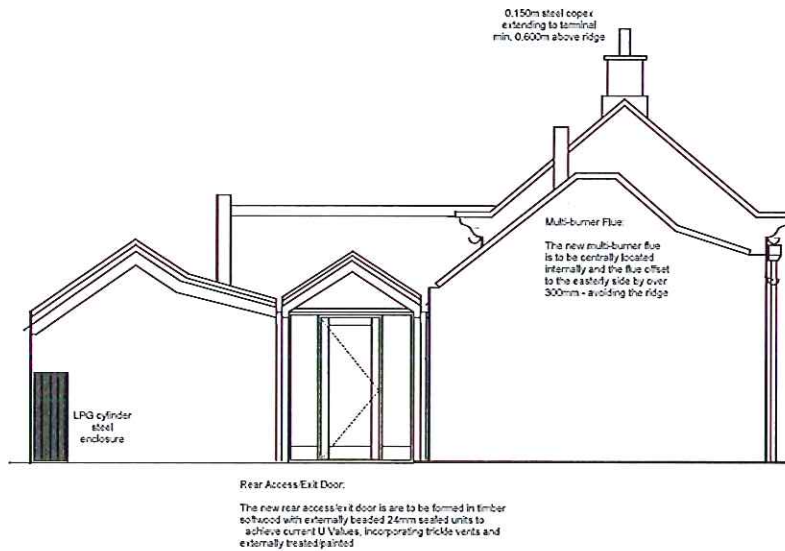 0.150m steel copex
extending to terminal
min. 0.600m above ridge
Multi-burner Flue:
The new multi-burner flue
is to be centrally located
internally and the flue offset
to the easterly side by over
300mm - avoiding the ridge
LPG cylinder
steel
enclosure
Rear Access/Exit Door:
The new rear access/exit door is are to be formed in timber
softwood with externally beaded 24mm sealed units to
achieve current U Values, incorporating trickle vents and
externally treated/painted